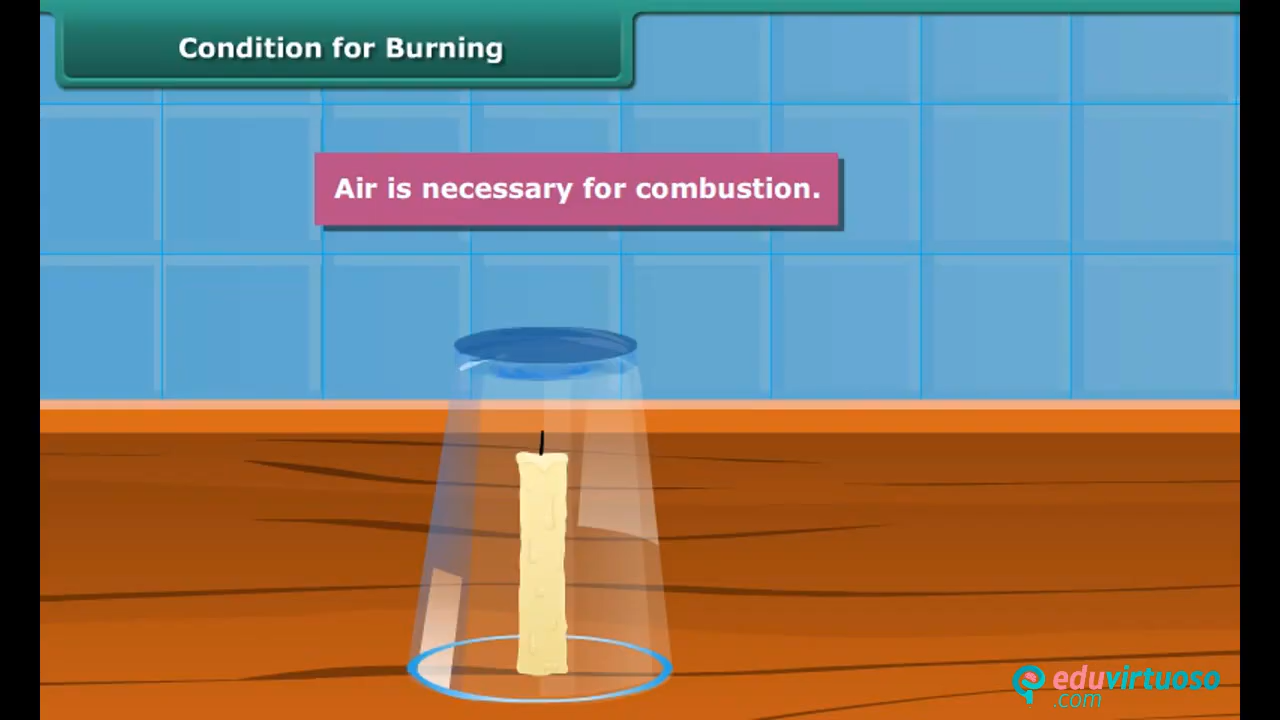 Condition for Burning
Air is necessary for combustion.
eduvirtuoso
.com